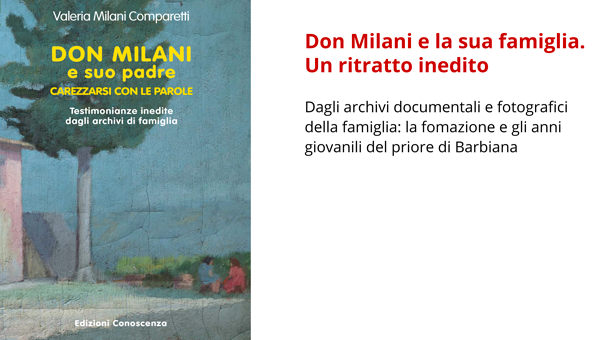 Valeria Milani Comparetti
DON MILANI
e suo padre
CAREZZARSI CON LE PAROLE
Testimonianze inedite
dagli archivi di famiglia
Edizioni Conoscenza
Don Milani e la sua famiglia.
Un ritratto inedito
Dagli archivi documentali e fotografici
della famiglia: la fomazione e gli anni
giovanili del priore di Barbiana